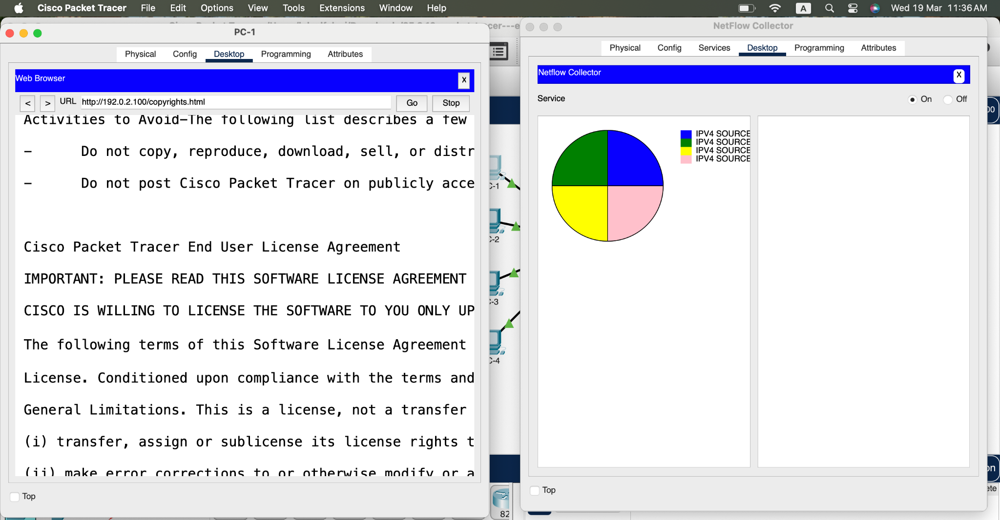 Cisco Packet Tracer File Edit Options View Tools Extensions Window Help A Wed 19 Mar 11:36 AM
PC-1
Physical Config Desktop Programming Attributes
Web Browser X
< > URL http://192.0.2.100/copyrights.html Go Stop
Activities to Avoid—The following list describes a few
– Do not copy, reproduce, download, sell, or distr
– Do not post Cisco Packet Tracer on publicly acce
Cisco Packet Tracer End User License Agreement
IMPORTANT: PLEASE READ THIS SOFTWARE LICENSE AGREEMENT
CISCO IS WILLING TO LICENSE THE SOFTWARE TO YOU ONLY UP
The following terms of this Software License Agreement
License. Conditioned upon compliance with the terms and
General Limitations. This is a license, not a transfer
(i) transfer, assign or sublicense its license rights t
(ii) make error corrections to or otherwise modify or a
Top
cer---e
C-1
C-2
C-3
C-4
82
NetFlow Collector
Physical Config Services Desktop Programming Attributes
Netflow Collector X
Service On Off
IPV4 SOURCE
IPV4 SOURCE
IPV4 SOURCE
IPV4 SOURCE
Top
00
on
ete